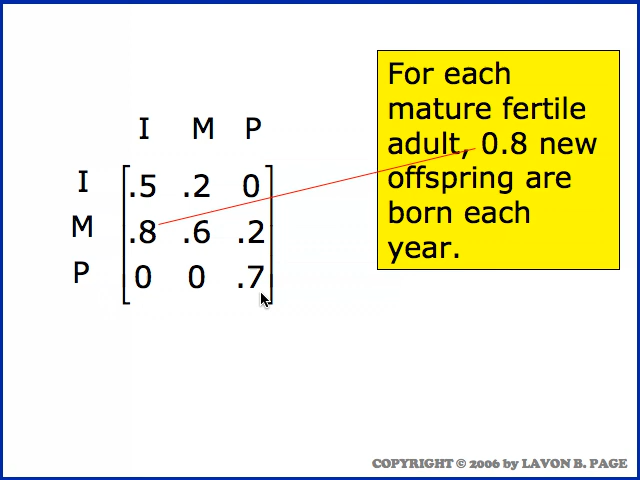 For each
mature fertile
adult, 0.8 new
offspring are
born each
year.
I M P
I .5 .2 0
M .8 .6 .2
P 0 0 .7
COPYRIGHT © 2006 by LAVON B. PAGE